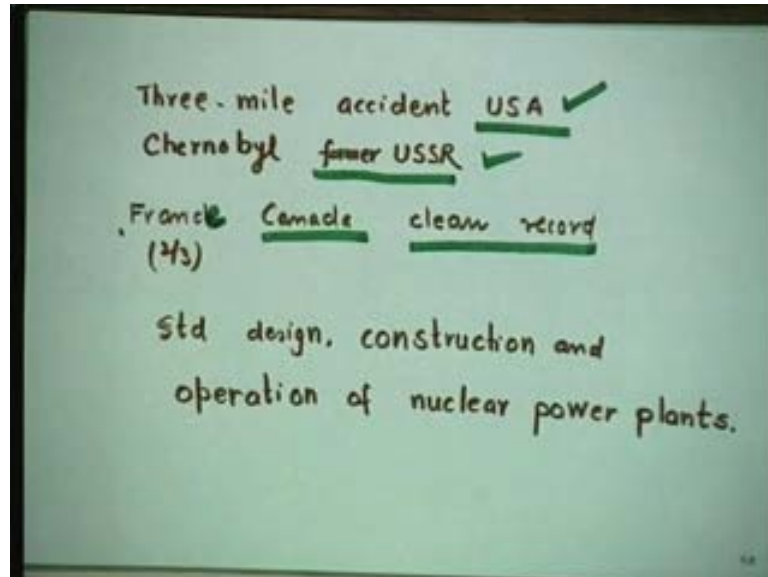 Three-mile accident USA ✓
Chernobyl former USSR ✓
France Canada clean record
(2/3)
std design, construction and
operation of nuclear power plants.